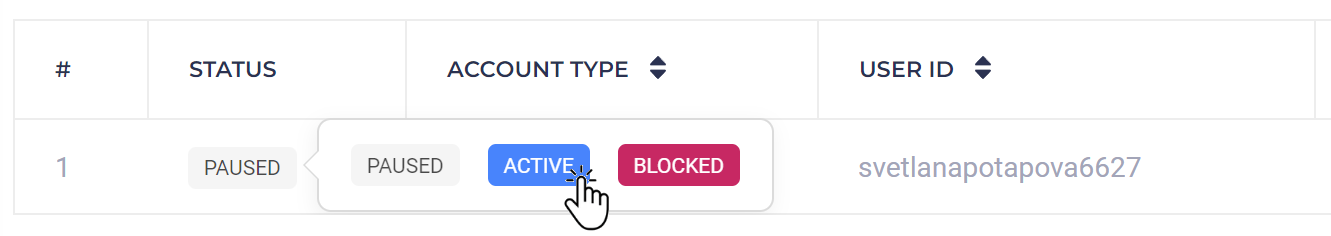 # STATUS ACCOUNT TYPE USER ID
1 PAUSED PAUSED ACTIVE BLOCKED svetlanapotapova6627